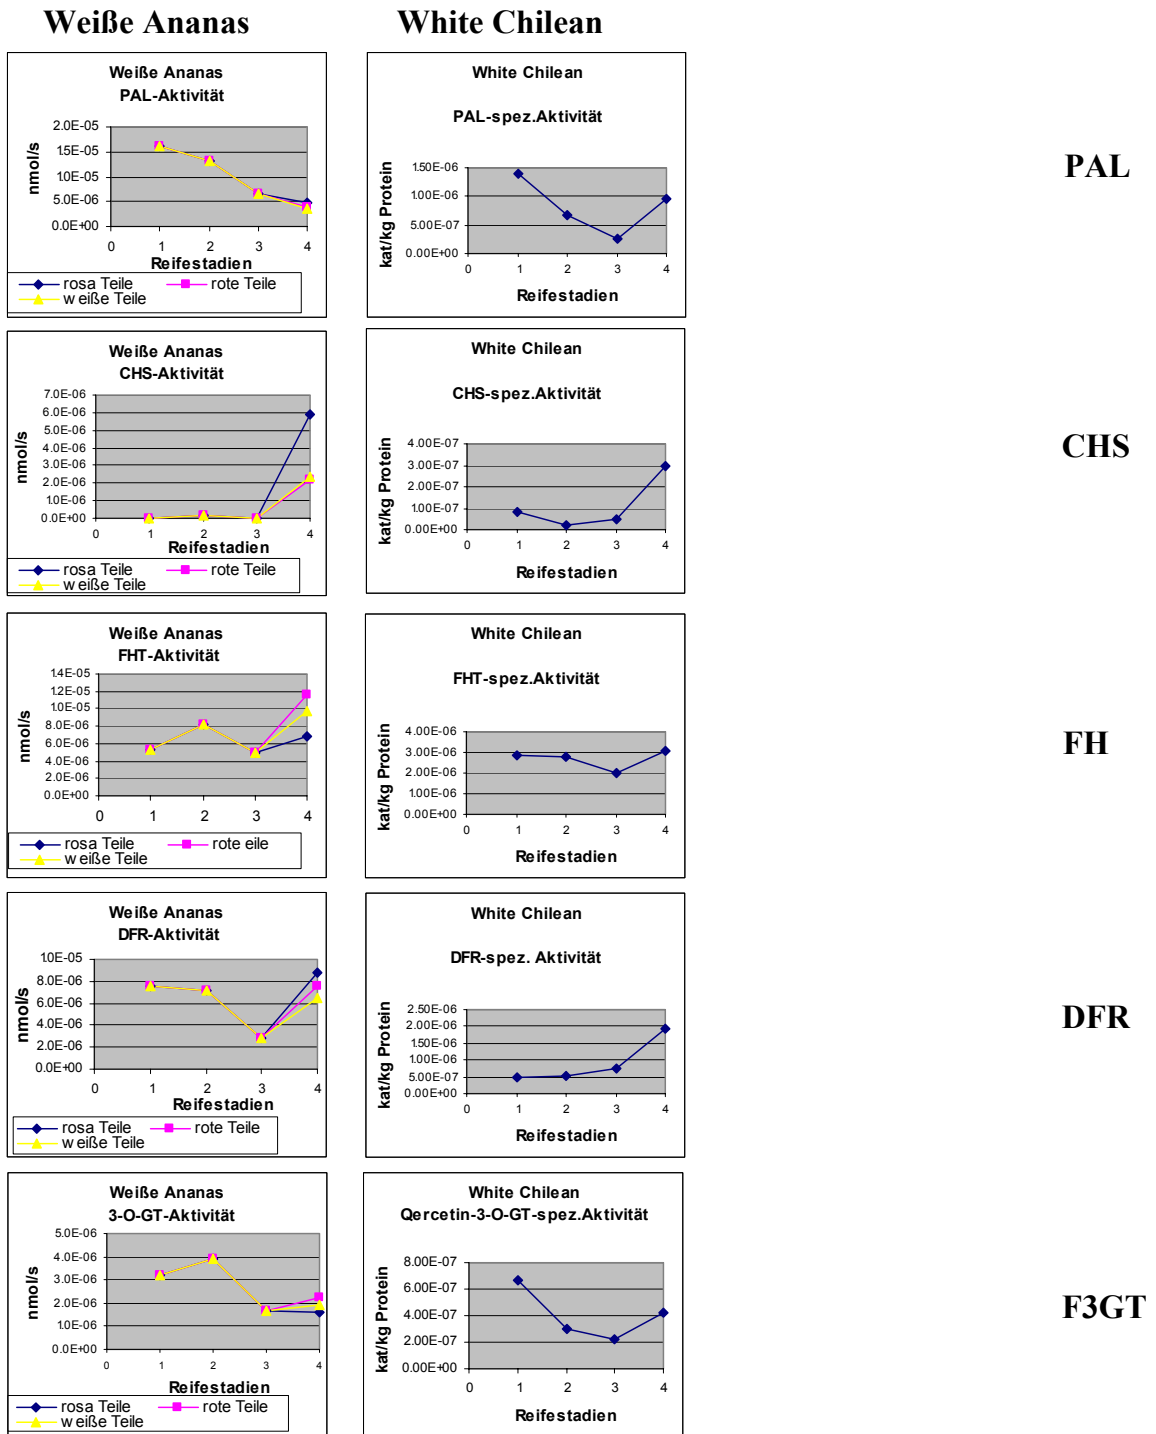 Weiße Ananas White Chilean
Weiße Ananas
PAL-Aktivität
2.0E-05
1.5E-05
1.0E-05
5.0E-06
0.0E+00
nmol/s
0 1 2 3 4
Reifestadien
rosa Teile rote Teile
w eiße Teile
White Chilean
PAL-spez.Aktivität
1.50E-06
1.00E-06
5.00E-07
0.00E+00
kat/kg Protein
0 1 2 3 4
Reifestadien
PAL
Weiße Ananas
CHS-Aktivität
7.0E-06
6.0E-06
5.0E-06
4.0E-06
3.0E-06
2.0E-06
1.0E-06
0.0E+00
nmol/s
0 1 2 3 4
Reifestadien
rosa Teile rote Teile
w eiße Teile
White Chilean
CHS-spez.Aktivität
4.00E-07
3.00E-07
2.00E-07
1.00E-07
0.00E+00
kat/kg Protein
0 1 2 3 4
Reifestadien
CHS
Weiße Ananas
FHT-Aktivität
1.4E-05
1.2E-05
1.0E-05
8.0E-06
6.0E-06
4.0E-06
2.0E-06
0.0E+00
nmol/s
0 1 2 3 4
rosa Teile rote eile
w eiße Teile
White Chilean
FHT-spez.Aktivität
4.00E-06
3.00E-06
2.00E-06
1.00E-06
0.00E+00
kat/kg Protein
0 1 2 3 4
Reifestadien
FH
Weiße Ananas
DFR-Aktivität
1.0E-05
8.0E-06
6.0E-06
4.0E-06
2.0E-06
0.0E+00
nmol/s
0 1 2 3 4
Reifestadien
rosa Teile rote Teile
w eiße Teile
White Chilean
DFR-spez. Aktivität
2.50E-06
2.00E-06
1.50E-06
1.00E-06
5.00E-07
0.00E+00
kat/kg Protein
0 1 2 3 4
Reifestadien
DFR
Weiße Ananas
3-O-GT-Aktivität
5.0E-06
4.0E-06
3.0E-06
2.0E-06
1.0E-06
0.0E+00
nmol/s
0 1 2 3 4
Reifestadien
rosa Teile rote Teile
w eiße Teile
White Chilean
Qercetin-3-O-GT-spez.Aktivität
8.00E-07
6.00E-07
4.00E-07
2.00E-07
0.00E+00
kat/kg Protein
0 1 2 3 4
Reifestadien
F3GT